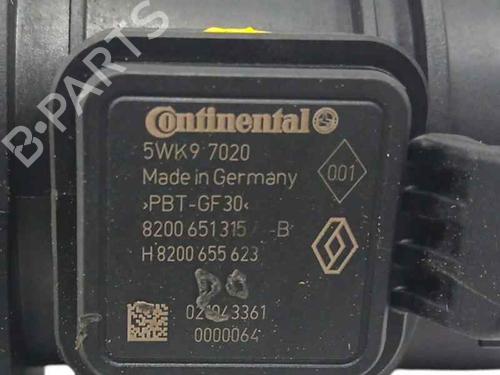 B-PARTS
Continental
5WK9 7020
Made in Germany
001
>PBT-GF30<
8200 651 315 -B
H 8200 655 623
0000064